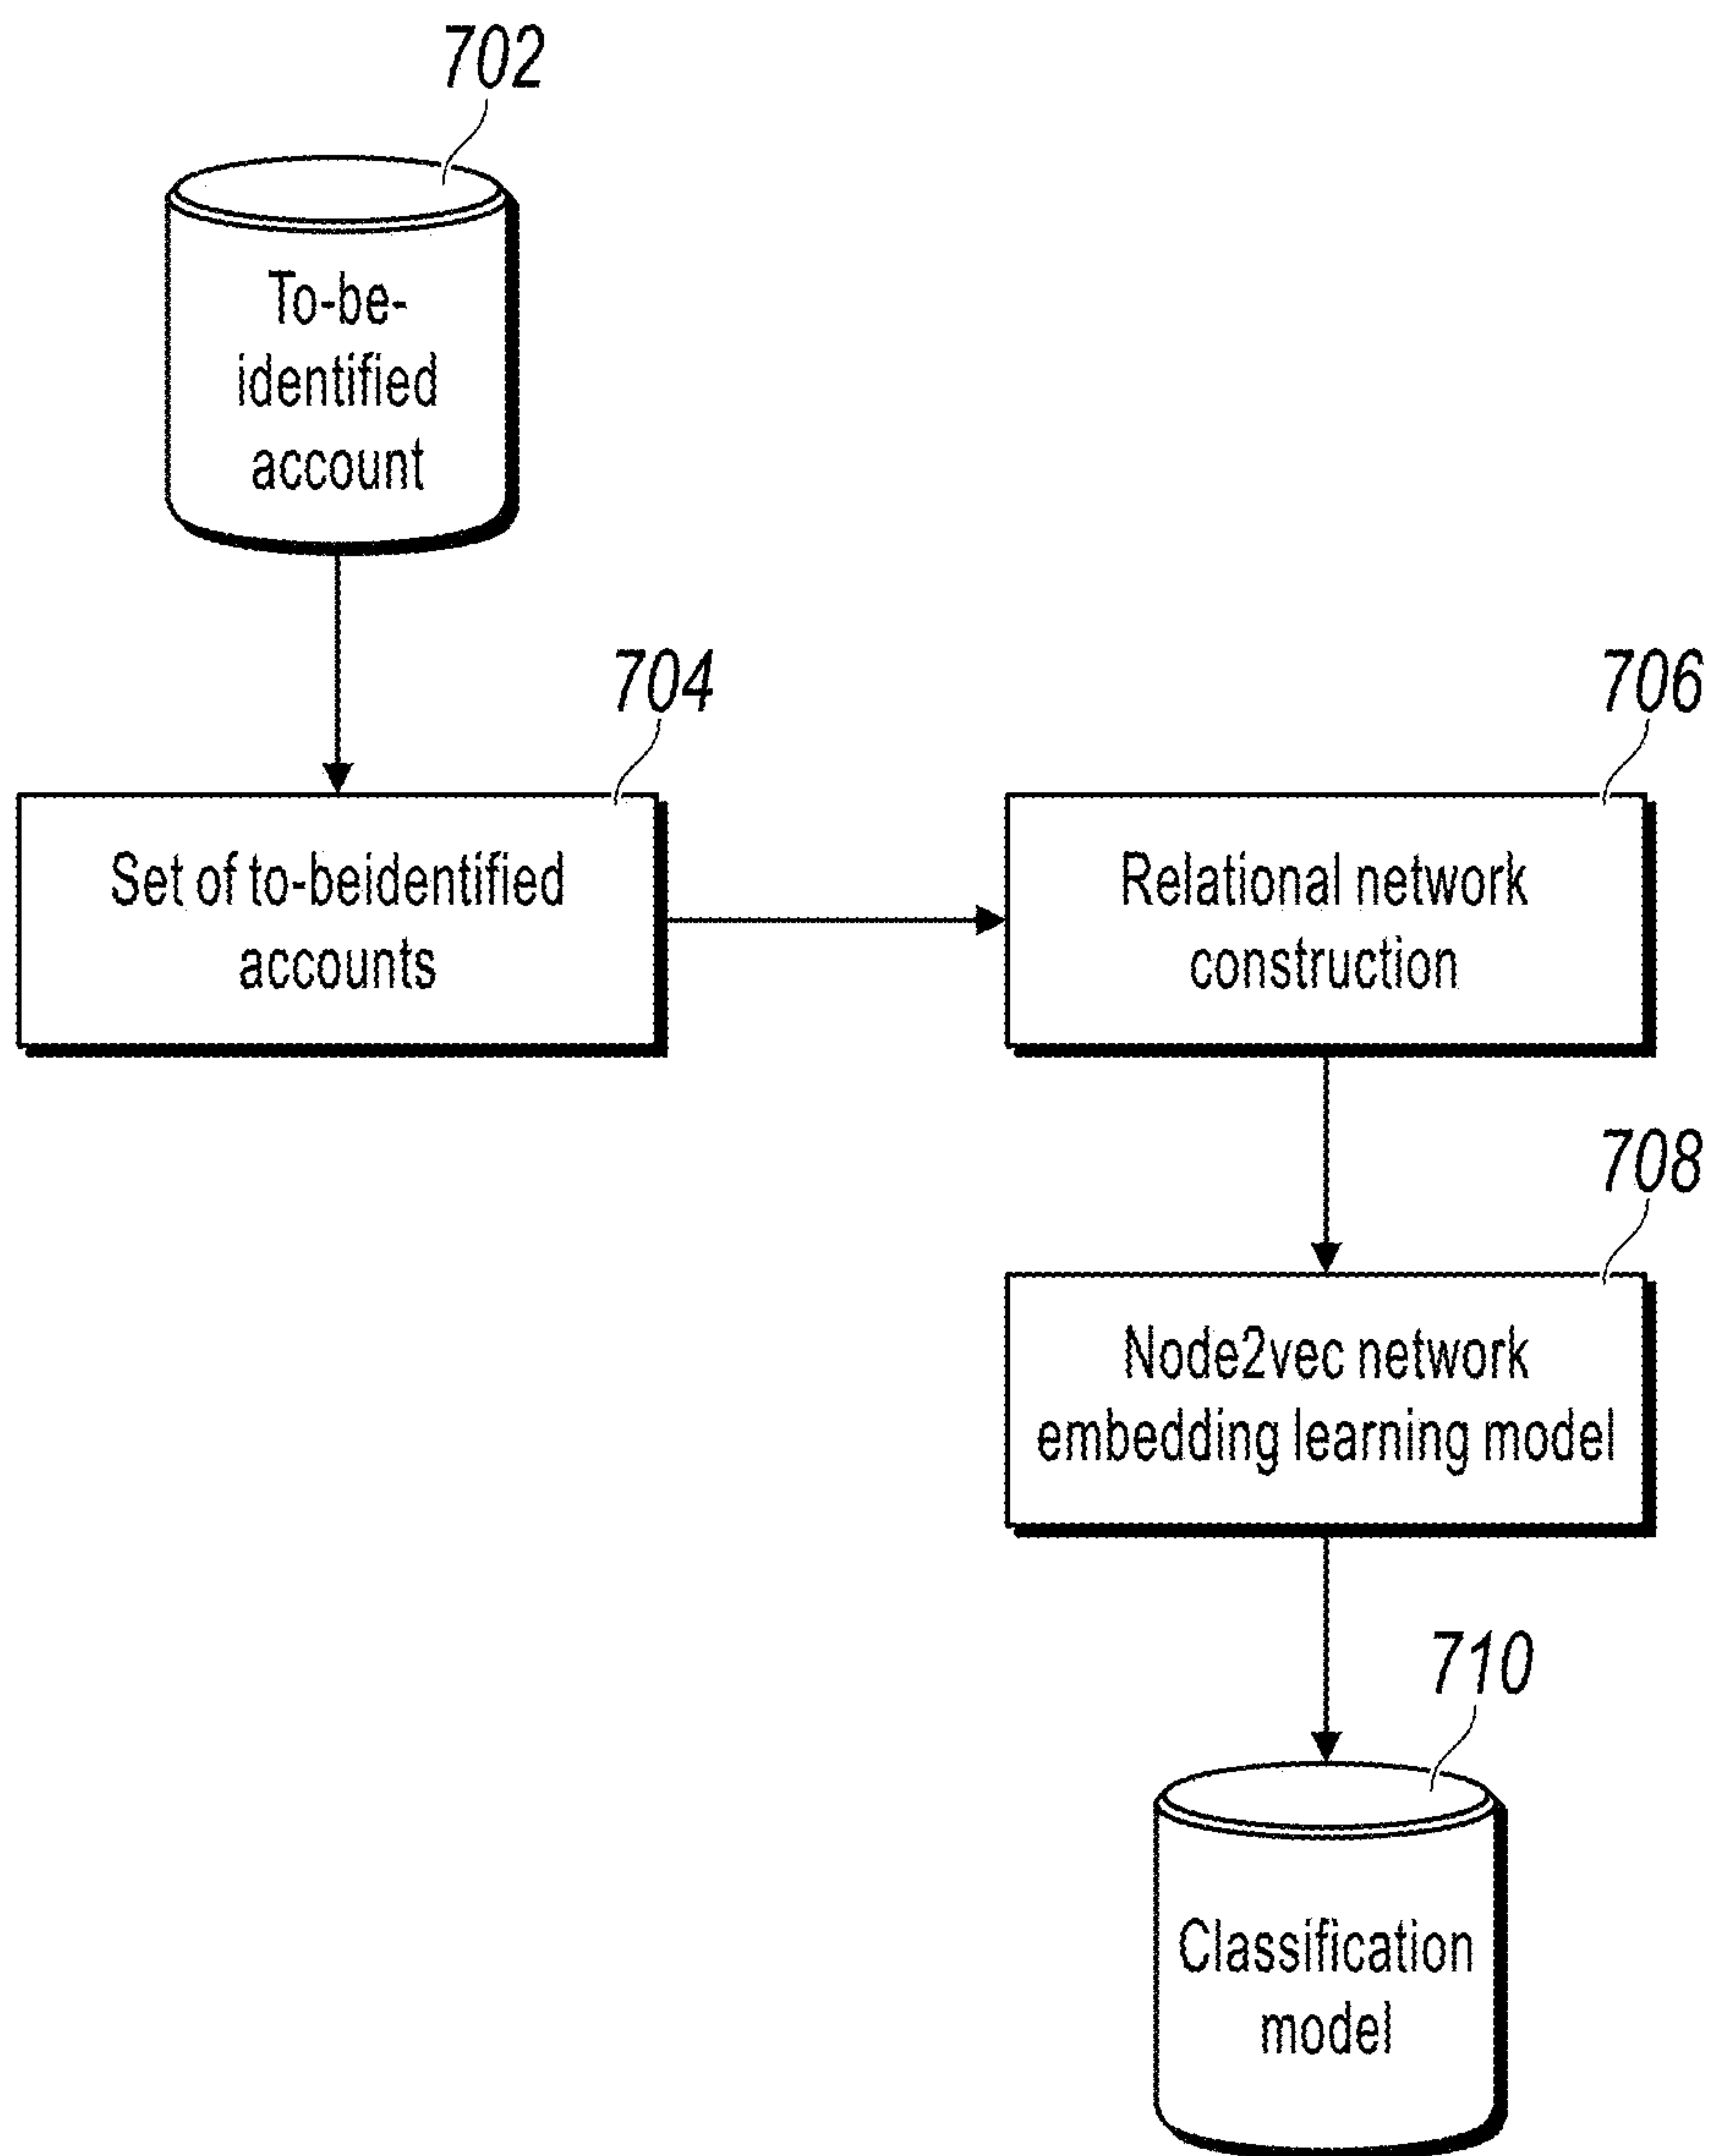 702
To-be-
identified
account
704
Set of to-beidentified
accounts
706
Relational network
construction
708
Node2vec network
embedding learning model
710
Classification
model